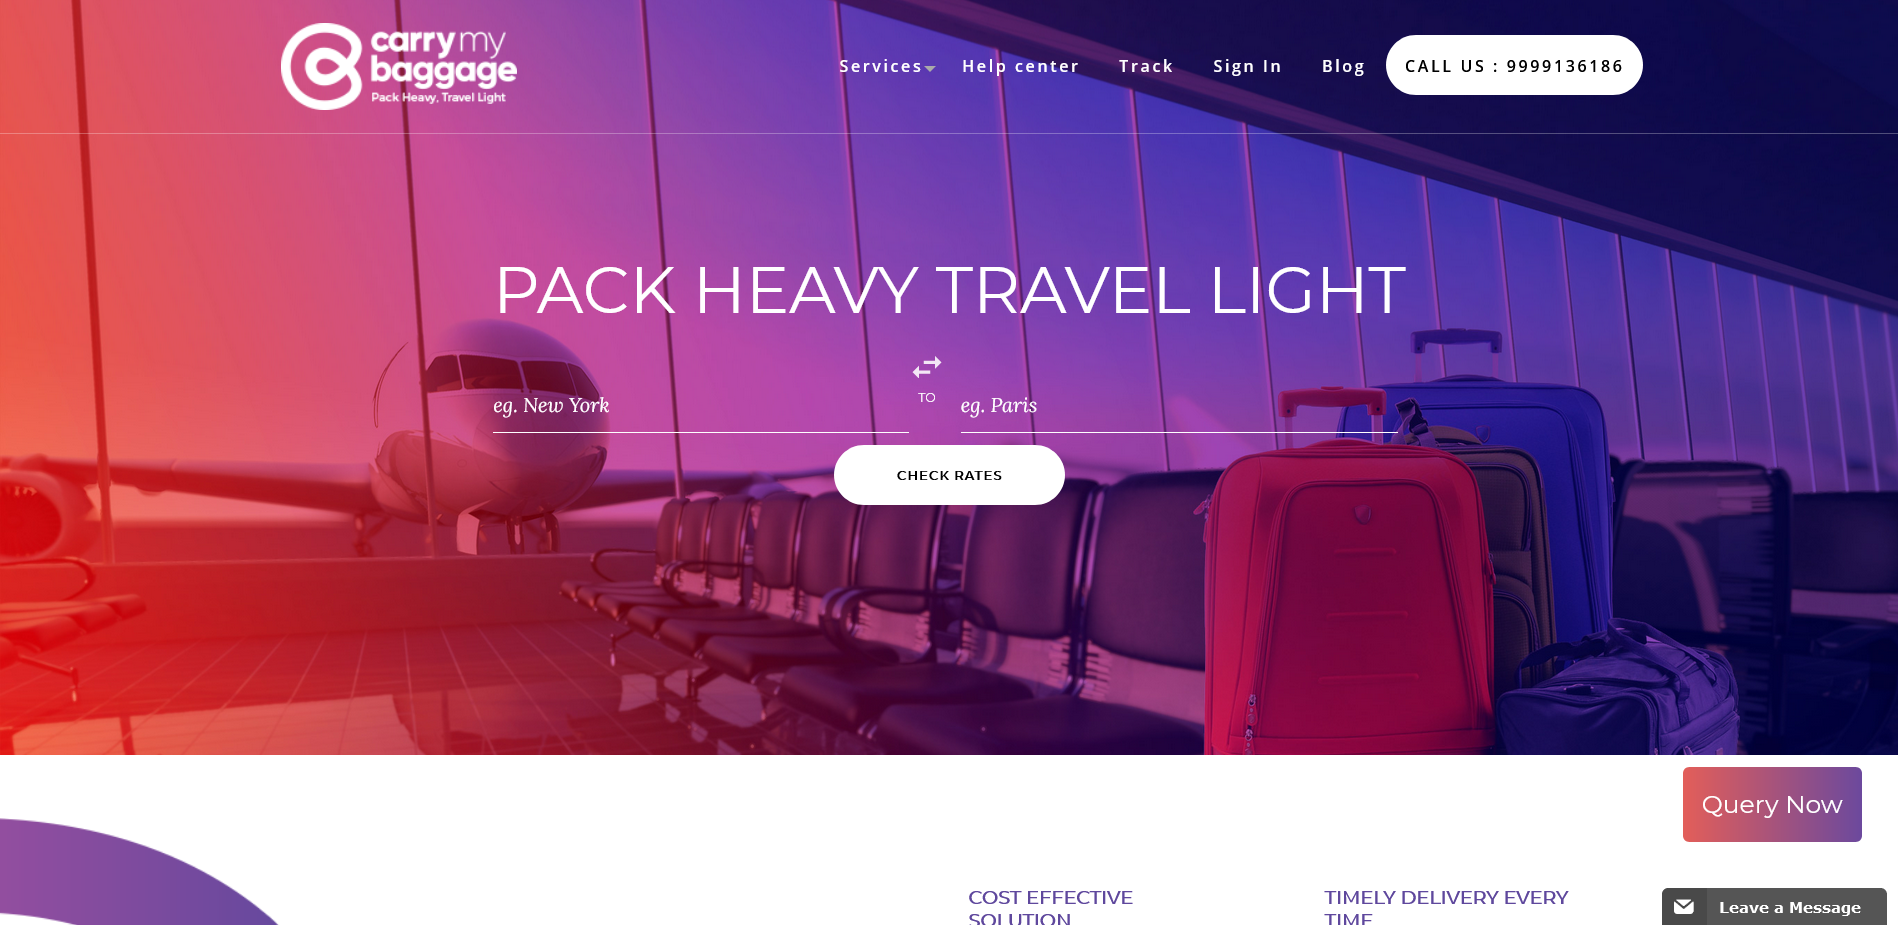 carry my
baggage
Pack Heavy, Travel Light
Services
Help center
Track
Sign In
Blog
CALL US : 9999136186
PACK HEAVY TRAVEL LIGHT
eg. New York
TO
eg. Paris
CHECK RATES
Query Now
COST EFFECTIVE
SOLUTION
TIMELY DELIVERY EVERY
TIME
Leave a Message